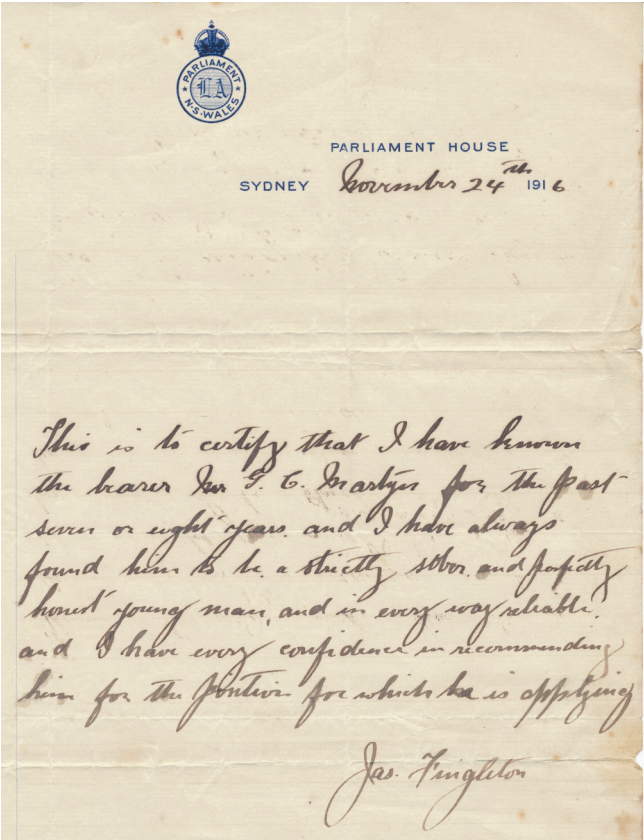 PARLIAMENT
LA
N·S·WALES
PARLIAMENT HOUSE
SYDNEY November 24th 1916
This is to certify that I have known
the bearer Mr G. C. Martyn for the past
seven or eight years. and I have always
found him to be. a strictly sober. and perfectly
honest young man, and in every way reliable.
and I have every confidence in recommending
him for the position for which he is applying
Jas. Fingleton